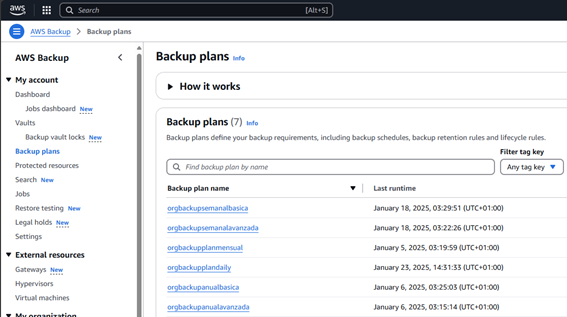 aws
Search [Alt+S]
AWS Backup > Backup plans
AWS Backup
My account
Dashboard
Jobs dashboard New
Vaults
Backup vault locks New
Backup plans
Protected resources
Search New
Jobs
Restore testing New
Legal holds New
Settings
External resources
Gateways New
Hypervisors
Virtual machines
My organization
Backup plans Info
How it works
Backup plans (7) Info
Backup plans define your backup requirements, including backup schedules, backup retention rules and lifecycle rules.
Filter tag key
Find backup plan by name
Any tag key
Backup plan name Last runtime
orgbackupsemanalbasica January 18, 2025, 03:29:51 (UTC+01:00)
orgbackupsemanalavanzada January 18, 2025, 03:22:26 (UTC+01:00)
orgbackupplanmensual January 5, 2025, 03:19:59 (UTC+01:00)
orgbackupplandaily January 23, 2025, 14:31:33 (UTC+01:00)
orgbackupanualbasica January 6, 2025, 03:25:03 (UTC+01:00)
orgbackupanualavanzada January 6, 2025, 03:15:14 (UTC+01:00)